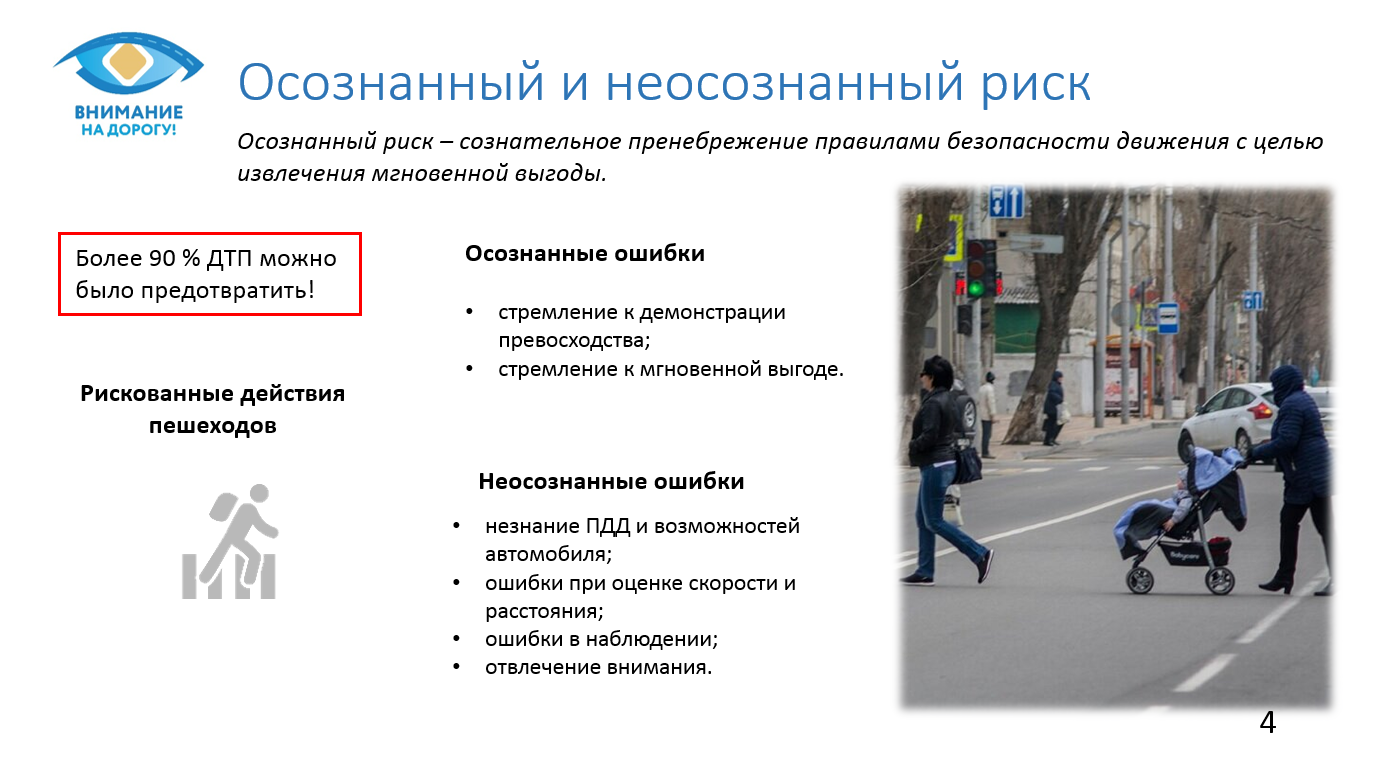 ВНИМАНИЕ
НА ДОРОГУ!
Осознанный и неосознанный риск
Осознанный риск – сознательное пренебрежение правилами безопасности движения с целью
извлечения мгновенной выгоды.
Более 90 % ДТП можно
было предотвратить!
Рискованные действия
пешеходов
Осознанные ошибки
• стремление к демонстрации
превосходства;
• стремление к мгновенной выгоде.
Неосознанные ошибки
• незнание ПДД и возможностей
автомобиля;
• ошибки при оценке скорости и
расстояния;
• ошибки в наблюдении;
• отвлечение внимания.
Babycare
4